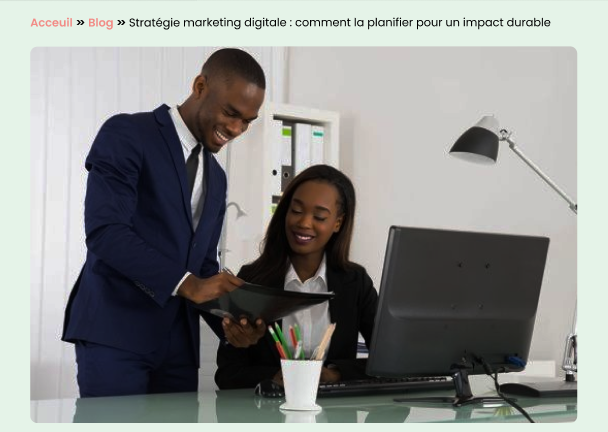 Acceuil » Blog » Stratégie marketing digitale : comment la planifier pour un impact durable